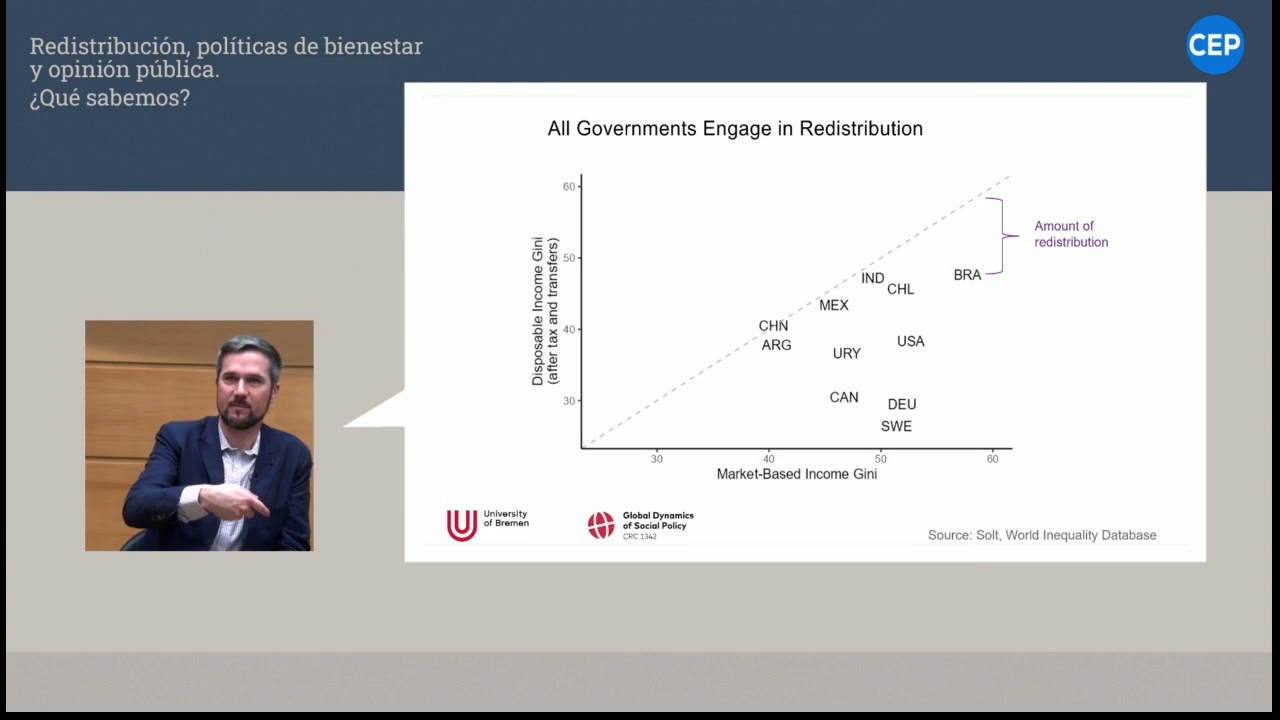 Redistribución, políticas de bienestar
y opinión pública.
¿Qué sabemos?
CEP
All Governments Engage in Redistribution
Disposable Income Gini
(after tax and transfers)
60
50
40
30
Amount of
redistribution
BRA
IND
CHL
MEX
CHN
ARG
URY
USA
CAN
DEU
SWE
30
40
50
60
Market-Based Income Gini
University
of Bremen
Global Dynamics
of Social Policy
CRC 1342
Source: Solt, World Inequality Database